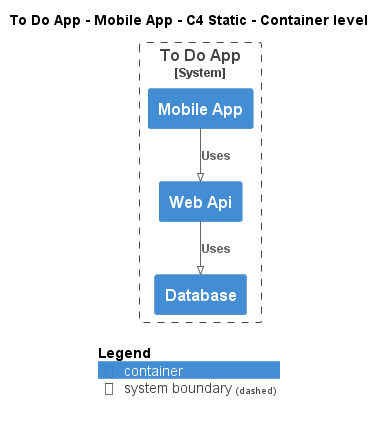 To Do App - Mobile App - C4 Static - Container level
To Do App
[System]
Mobile App
Uses
Web Api
Uses
Database
Legend
container
system boundary (dashed)